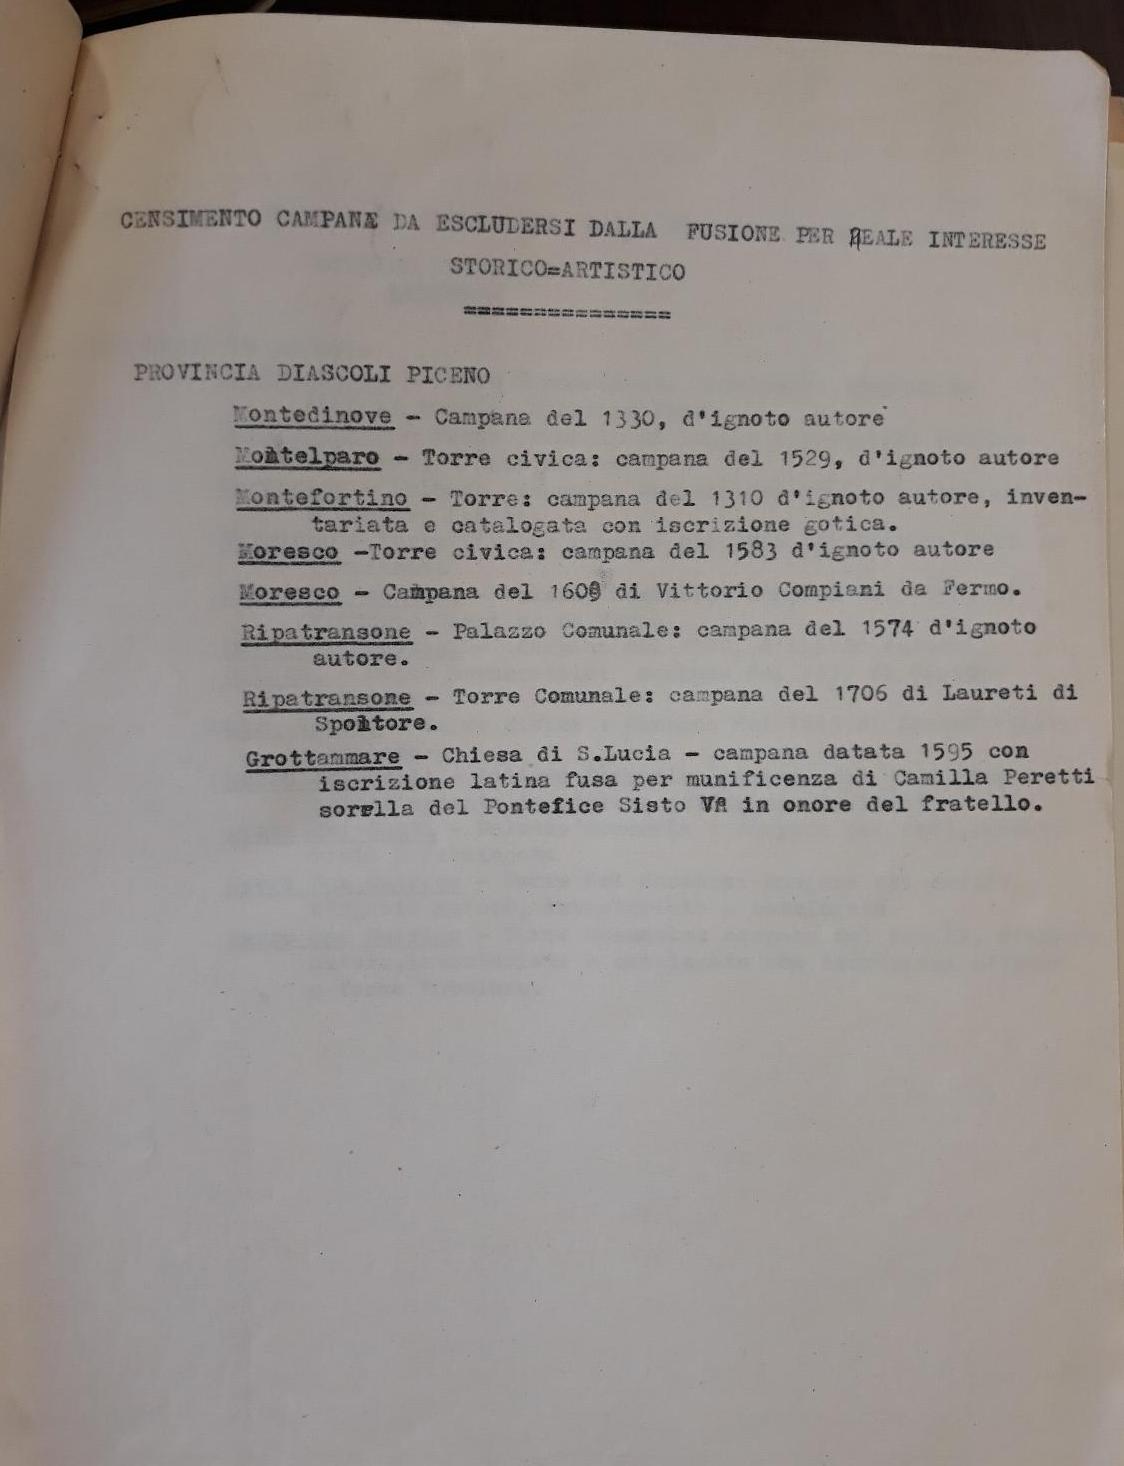 CENSIMENTO CAMPANE DA ESCLUDERSI DALLA FUSIONE PER REALE INTERESSE
STORICO=ARTISTICO
================
PROVINCIA DIASCOLI PICENO
Montedinove - Campana del 1330, d'ignoto autore
Montelparo - Torre civica: campana del 1529, d'ignoto autore
Montefortino - Torre: campana del 1310 d'ignoto autore, inven-
tariata e catalogata con iscrizione gotica.
Moresco -Torre civica: campana del 1583 d'ignoto autore
Moresco - Campana del di Vittorio Compiani da Fermo.
Ripatransone - Palazzo Comunale: campana del 1574 d'ignoto
autore.
Ripatransone - Torre Comunale: campana del 1706 di Laureti di
Spoltore.
Grottammare - Chiesa di S.Lucia - campana datata 1595 con
iscrizione latina fusa per munificenza di Camilla Peretti
sorella del Pontefice Sisto in onore del fratello.